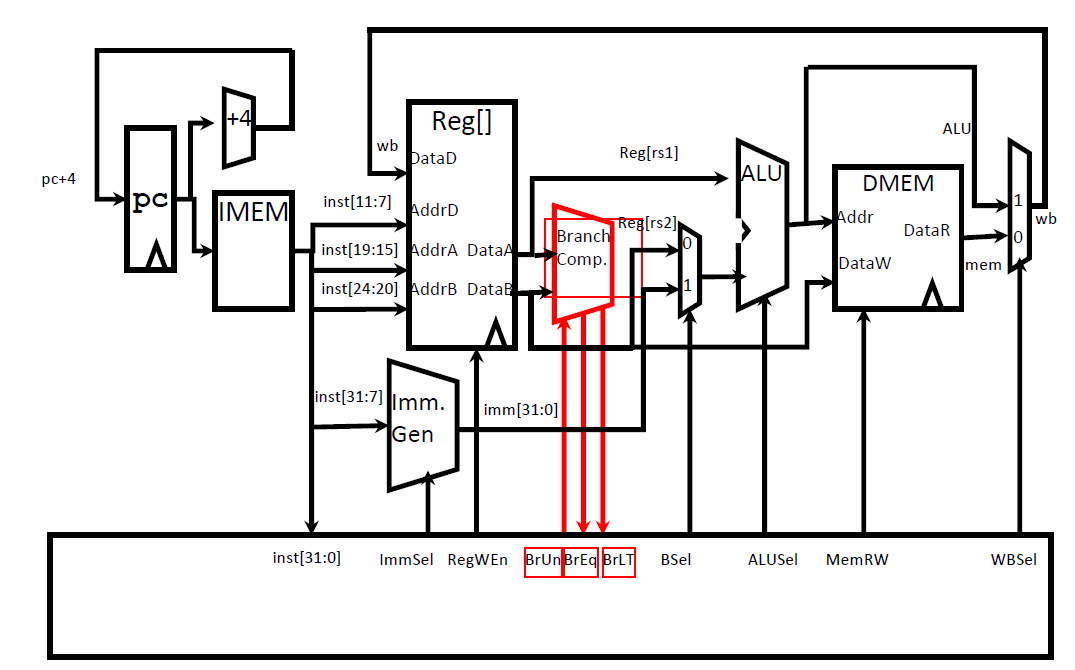 +4
Reg[]
ALU
wb
DataD
Reg[rs1]
ALU
DMEM
pc+4
pc
IMEM
inst[11:7]
AddrD
Reg[rs2]
Addr
1
wb
Branch
Comp.
0
DataR
0
inst[19:15]
AddrA
DataA
DataW
mem
inst[24:20]
AddrB
DataB
1
inst[31:7]
Imm.
Gen
imm[31:0]
inst[31:0]
ImmSel
RegWEn
BrUn
BrEq
BrLT
BSel
ALUSel
MemRW
WBSel